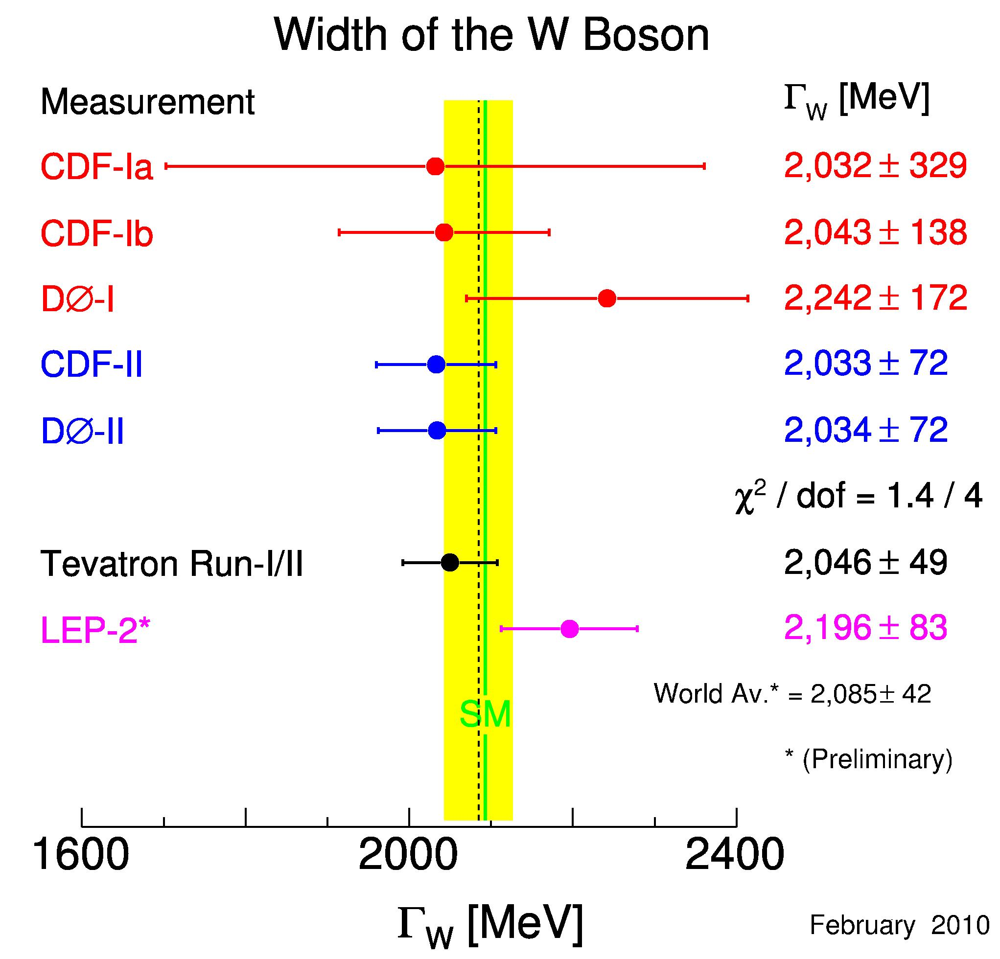 Width of the W Boson
Measurement Γ_W [MeV]
CDF-Ia 2,032 ± 329
CDF-Ib 2,043 ± 138
DØ-I 2,242 ± 172
CDF-II 2,033 ± 72
DØ-II 2,034 ± 72
χ² / dof = 1.4 / 4
Tevatron Run-I/II 2,046 ± 49
LEP-2* 2,196 ± 83
World Av.* = 2,085 ± 42
SM
* (Preliminary)
1600 2000 2400
Γ_W [MeV]
February 2010